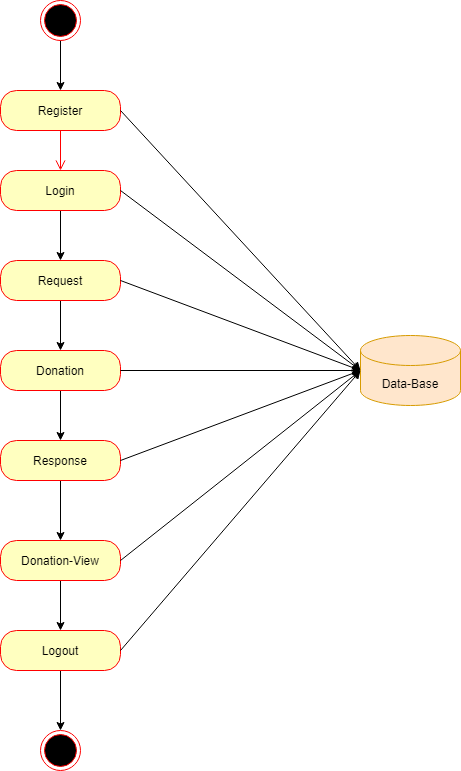 Register
Login
Request
Donation
Data-Base
Response
Donation-View
Logout